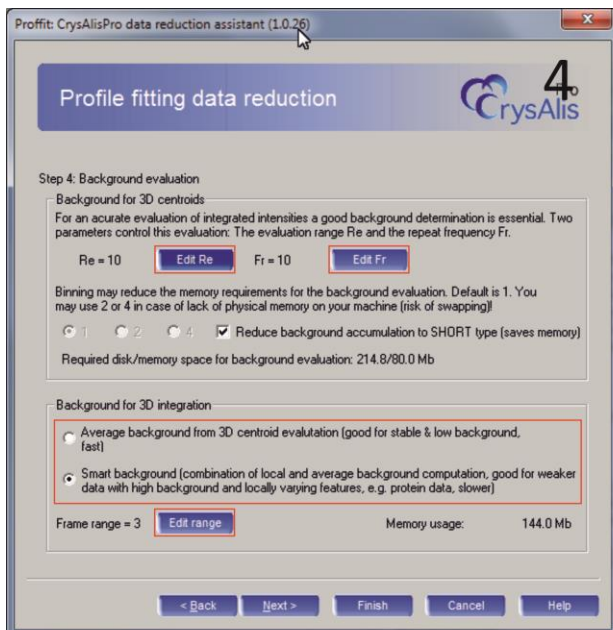 Proffit: CrysAlisPro data reduction assistant (1.0.26)
Profile fitting data reduction
CrysAlis
4
Step 4: Background evaluation
Background for 3D centroids
For an acurate evaluation of integrated intensities a good background determination is essential. Two
parameters control this evaluation: The evaluation range Re and the repeat frequency Fr.
Re = 10 Edit Re Fr = 10 Edit Fr
Binning may reduce the memory requirements for the background evaluation. Default is 1. You
may use 2 or 4 in case of lack of physical memory on your machine (risk of swapping)!
1 2 4 Reduce background accumulation to SHORT type (saves memory)
Required disk/memory space for background evaluation: 214.8/80.0 Mb
Background for 3D integration
Average background from 3D centroid evalutation (good for stable & low background,
fast)
Smart background (combination of local and average background computation, good for weaker
data with high background and locally varying features, e.g. protein data, slower)
Frame range = 3 Edit range Memory usage: 144.0 Mb
< Back Next > Finish Cancel Help